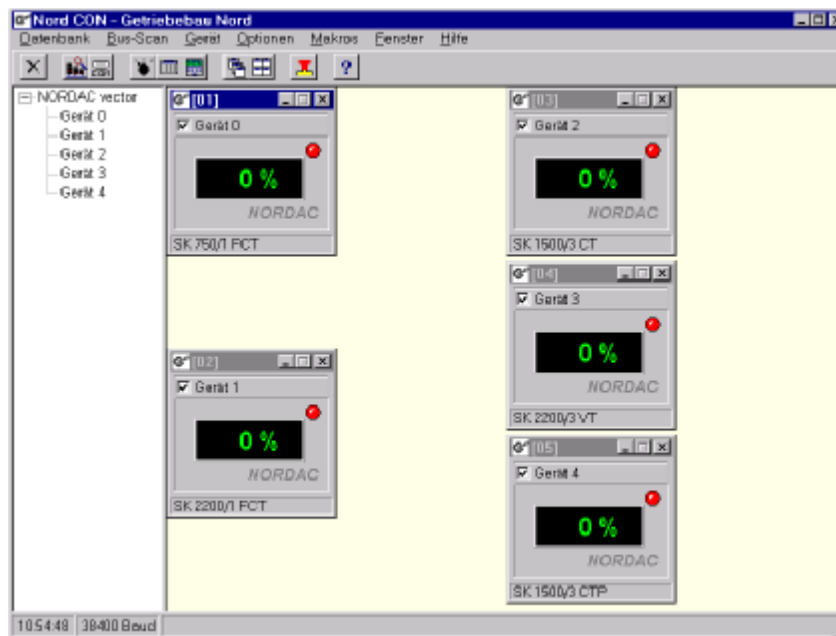 Nord CON - Getriebebau Nord
Datenbank Bus-Scan Gerät Optionen Makros Fenster Hilfe
NORDAC vector
Gerät 0
Gerät 1
Gerät 2
Gerät 3
Gerät 4
[01]
Gerät 0
0 %
NORDAC
SK 750/1 FCT
[02]
Gerät 1
0 %
NORDAC
SK 2200/1 FCT
[03]
Gerät 2
0 %
NORDAC
SK 1500/3 CT
[04]
Gerät 3
0 %
NORDAC
SK 2200/3 VT
[05]
Gerät 4
0 %
NORDAC
SK 1500/3 CTP
10:54:48 38400 Baud